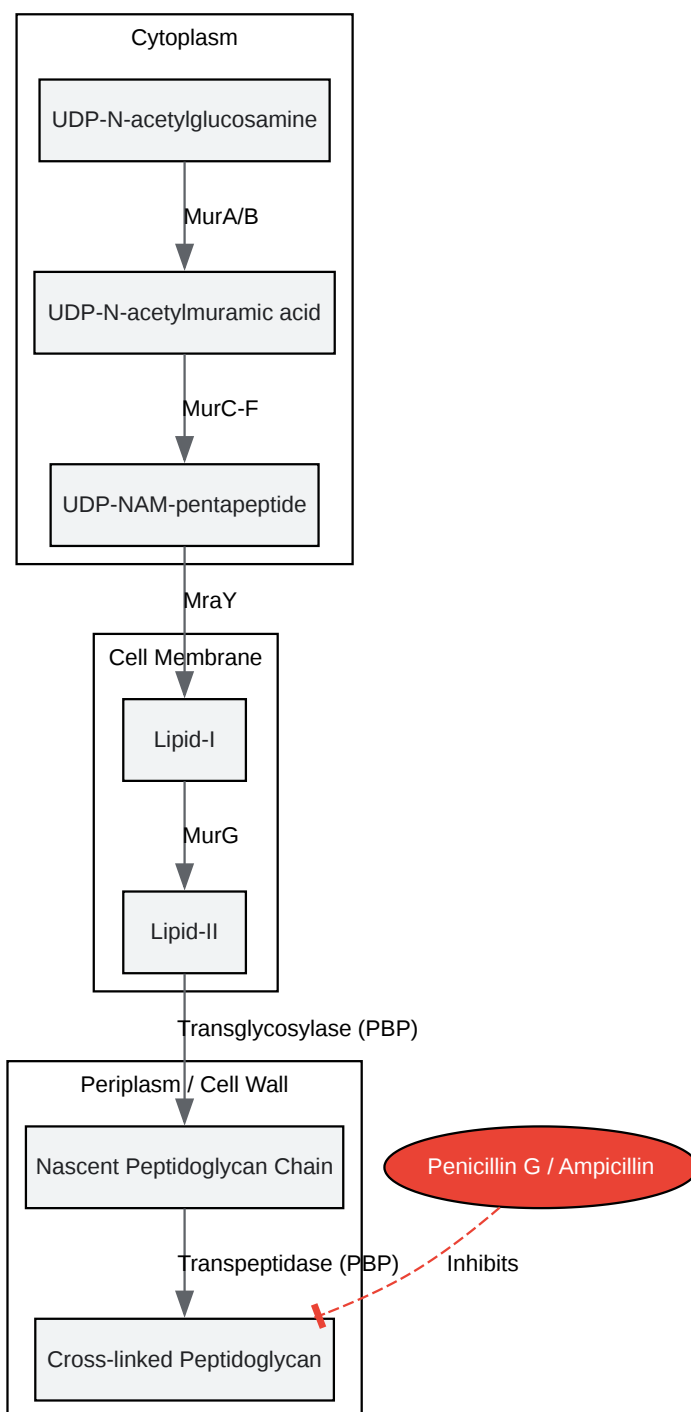 Cytoplasm
UDP-N-acetylglucosamine
MurA/B
UDP-N-acetylmuramic acid
MurC-F
UDP-NAM-pentapeptide
MraY
Cell Membrane
Lipid-I
MurG
Lipid-II
Transglycosylase (PBP)
Periplasm / Cell Wall
Nascent Peptidoglycan Chain
Penicillin G / Ampicillin
Transpeptidase (PBP)
Inhibits
Cross-linked Peptidoglycan